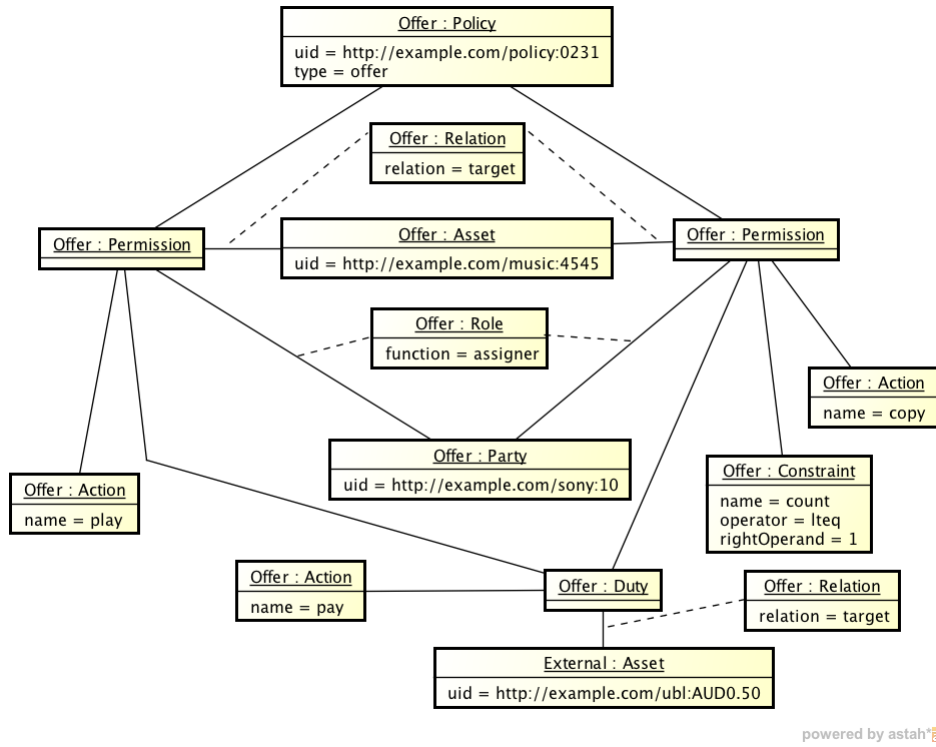 Offer : Policy
uid = http://example.com/policy:0231
type = offer
Offer : Relation
relation = target
Offer : Permission
Offer : Asset
uid = http://example.com/music:4545
Offer : Permission
Offer : Role
function = assigner
Offer : Action
name = copy
Offer : Party
uid = http://example.com/sony:10
Offer : Constraint
name = count
operator = lteq
rightOperand = 1
Offer : Action
name = play
Offer : Action
name = pay
Offer : Duty
Offer : Relation
relation = target
External : Asset
uid = http://example.com/ubl:AUD0.50
powered by astah*